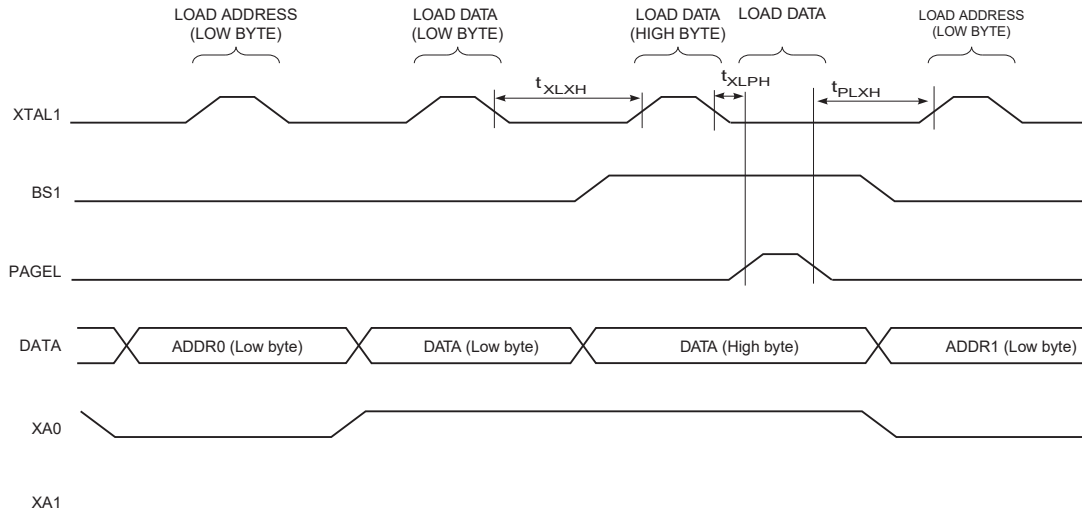 LOAD ADDRESS
(LOW BYTE)
LOAD DATA
(LOW BYTE)
LOAD DATA
(HIGH BYTE)
LOAD DATA
LOAD ADDRESS
(LOW BYTE)
tXLXH
tXLPH
tPLXH
XTAL1
BS1
PAGEL
DATA
ADDR0 (Low byte)
DATA (Low byte)
DATA (High byte)
ADDR1 (Low byte)
XA0
XA1